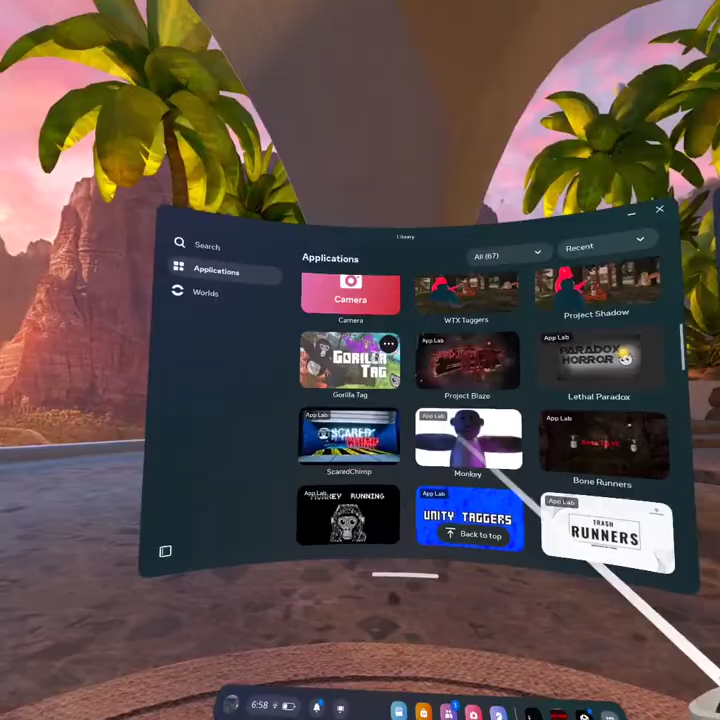 Library
Search
Applications
Worlds
Applications
All (67)
Recent
Camera
Camera
WTX Taggers
Project Shadow
GORILLA
TAG
Gorilla Tag
App Lab
Project Blaze
App Lab
PARADOX
HORROR
Lethal Paradox
App Lab
SCARED
CHIMP
ScaredChimp
App Lab
Monkey
App Lab
Bone Runners
App Lab
MONKEY RUNNING
App Lab
UNITY TAGGERS
Back to top
App Lab
TRASH
RUNNERS
6:58
1